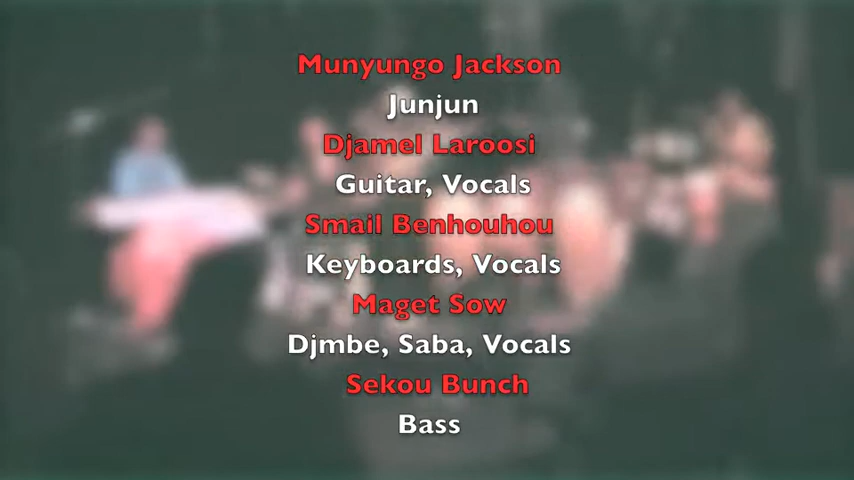 Munyungo Jackson
Junjun
Djamel Laroosi
Guitar, Vocals
Smail Benhouhou
Keyboards, Vocals
Maget Sow
Djmbe, Saba, Vocals
Sekou Bunch
Bass